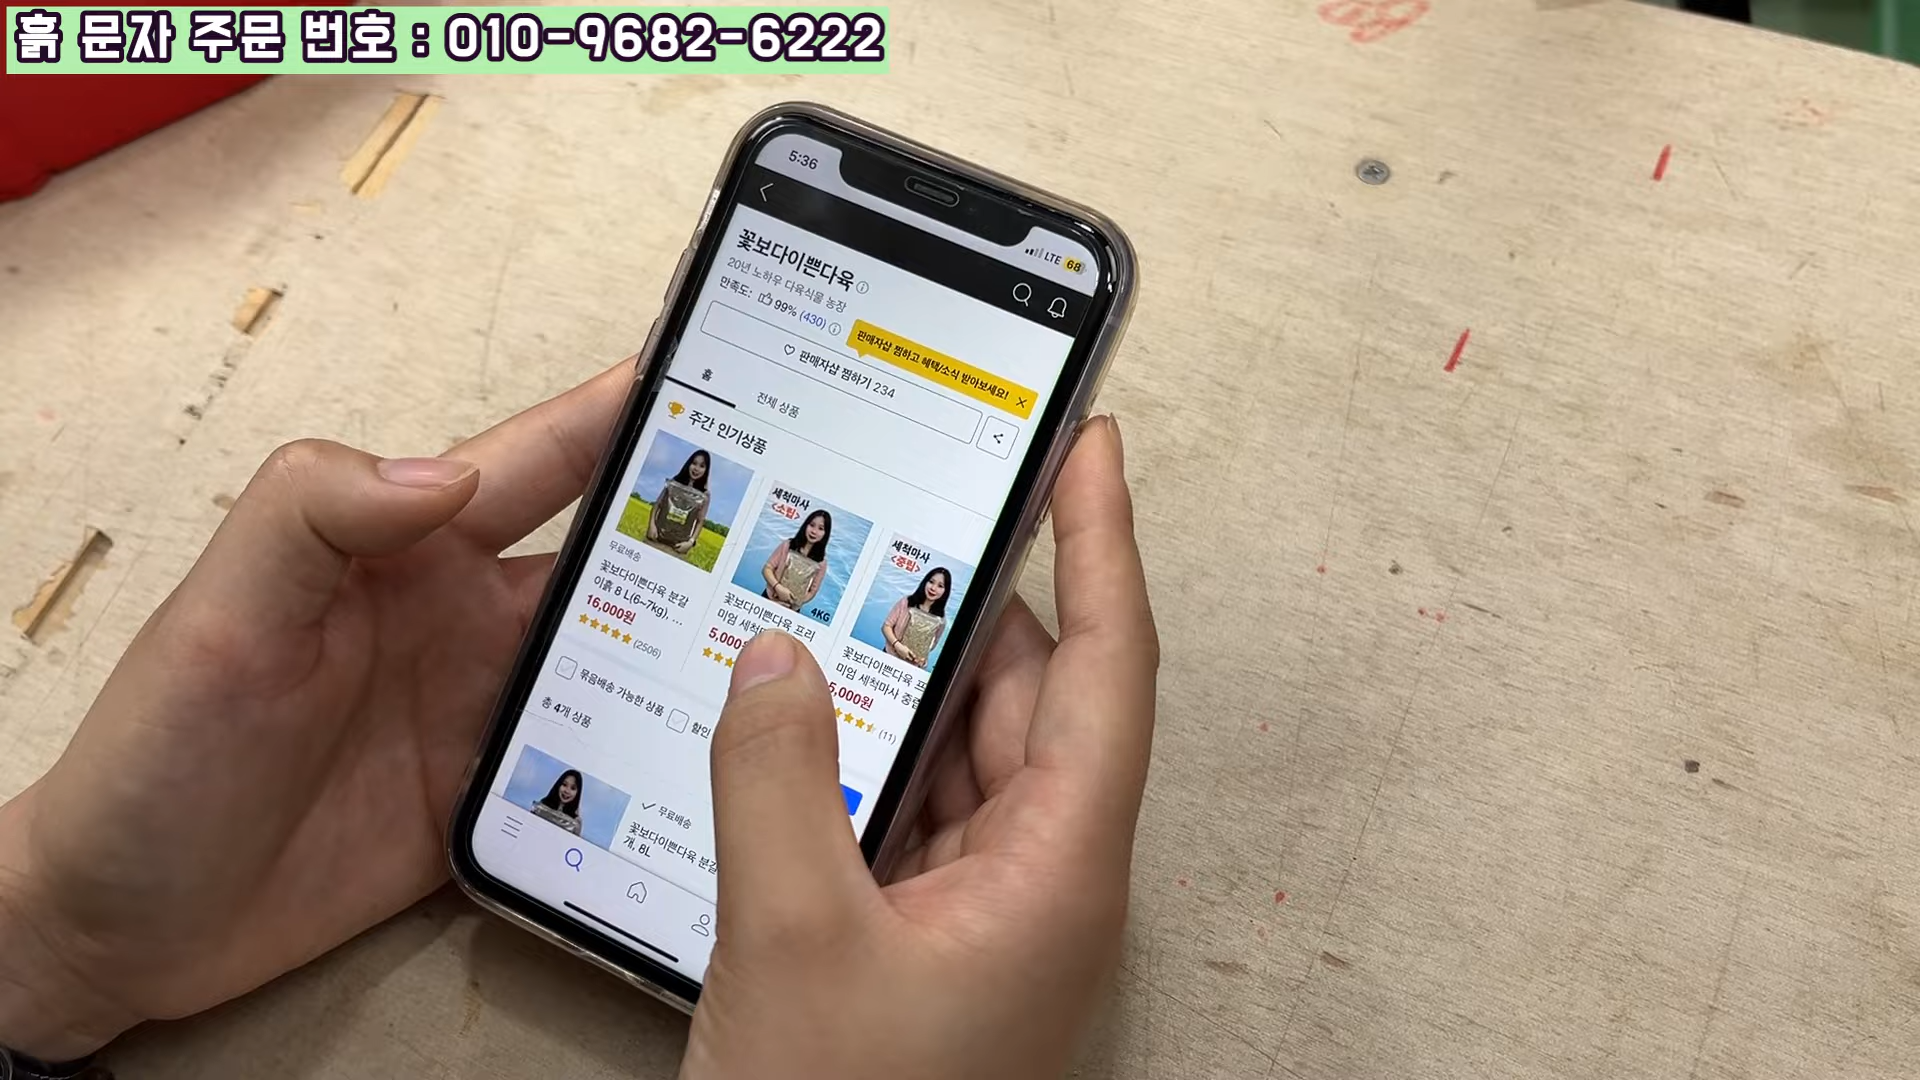 흙 문자 주문 번호 : 010-9682-6222
5:36
LTE 68
꽃보다이쁜다육
20년 노하우 다육식물 농장
만족도: 99% (430)
판매자샵 찜하고 혜택/소식 받아보세요!
판매자샵 찜하기 234
홈
전체 상품
주간 인기상품
무료배송
꽃보다이쁜다육 분갈
이흙 8 L(6~7kg), ...
16,000원
(2506)
세척마사
<소립>
4KG
꽃보다이쁜다육 프리
미엄 세척
5,000
세척마사
<중립>
꽃보다이쁜다육 프
미엄 세척마사 중립
5,000원
(11)
묶음배송 가능한 상품
할인
총 4개 상품
무료배송
꽃보다이쁜다육 분갈
개, 8L